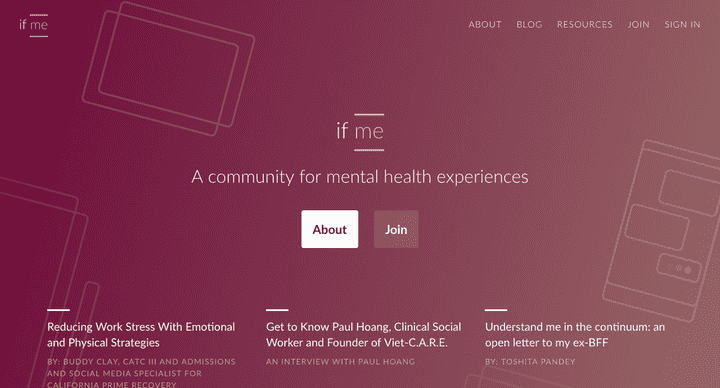 if me
ABOUT BLOG RESOURCES JOIN SIGN IN
if me
A community for mental health experiences
About Join
Reducing Work Stress With Emotional
and Physical Strategies
BY: BUDDY CLAY, CATC III AND ADMISSIONS
AND SOCIAL MEDIA SPECIALIST FOR
CALIFORNIA PRIME RECOVERY
Get to Know Paul Hoang, Clinical Social
Worker and Founder of Viet-C.A.R.E.
AN INTERVIEW WITH PAUL HOANG
Understand me in the continuum: an
open letter to my ex-BFF
BY: TOSHITA PANDEY